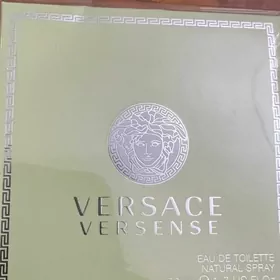 VERSACE
VERSENSE
EAU DE TOILETTE
NATURAL SPRAY